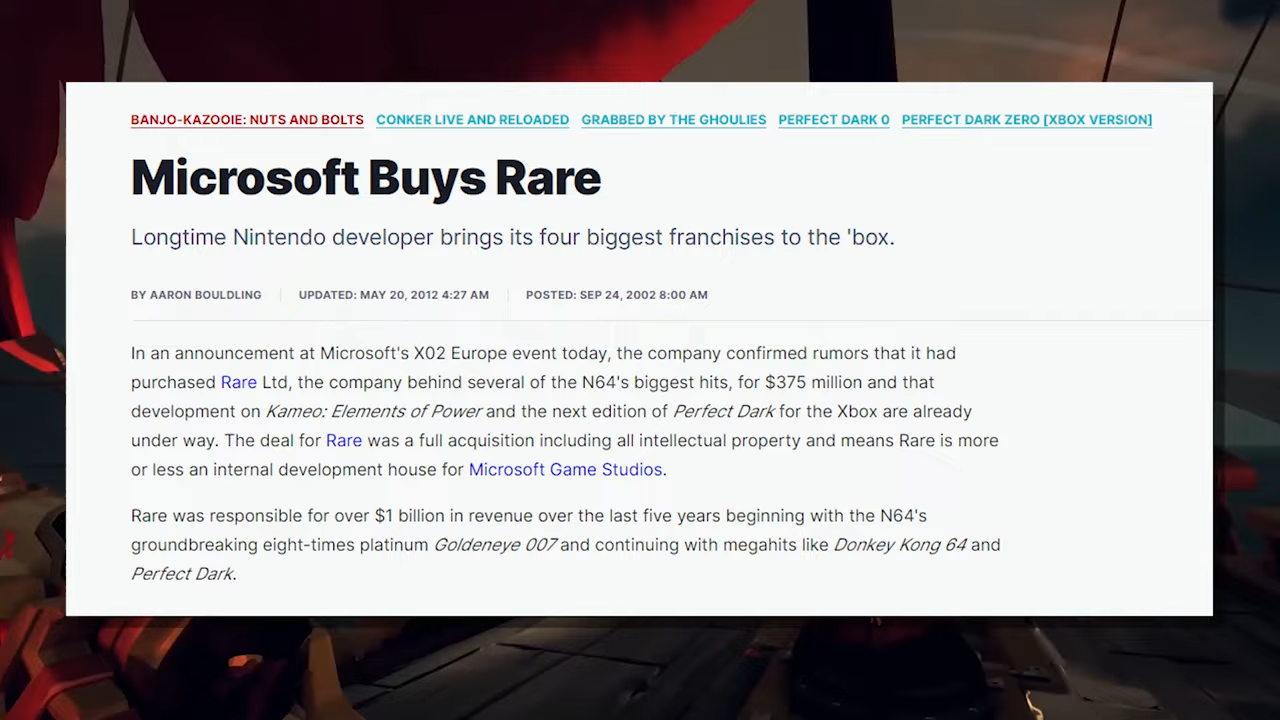 BANJO-KAZOOIE: NUTS AND BOLTS CONKER LIVE AND RELOADED GRABBED BY THE GHOULIES PERFECT DARK 0 PERFECT DARK ZERO [XBOX VERSION]
Microsoft Buys Rare
Longtime Nintendo developer brings its four biggest franchises to the 'box.
BY AARON BOULDLING UPDATED: MAY 20, 2012 4:27 AM POSTED: SEP 24, 2002 8:00 AM
In an announcement at Microsoft's X02 Europe event today, the company confirmed rumors that it had
purchased Rare Ltd, the company behind several of the N64's biggest hits, for $375 million and that
development on Kameo: Elements of Power and the next edition of Perfect Dark for the Xbox are already
under way. The deal for Rare was a full acquisition including all intellectual property and means Rare is more
or less an internal development house for Microsoft Game Studios.
Rare was responsible for over $1 billion in revenue over the last five years beginning with the N64's
groundbreaking eight-times platinum Goldeneye 007 and continuing with megahits like Donkey Kong 64 and
Perfect Dark.